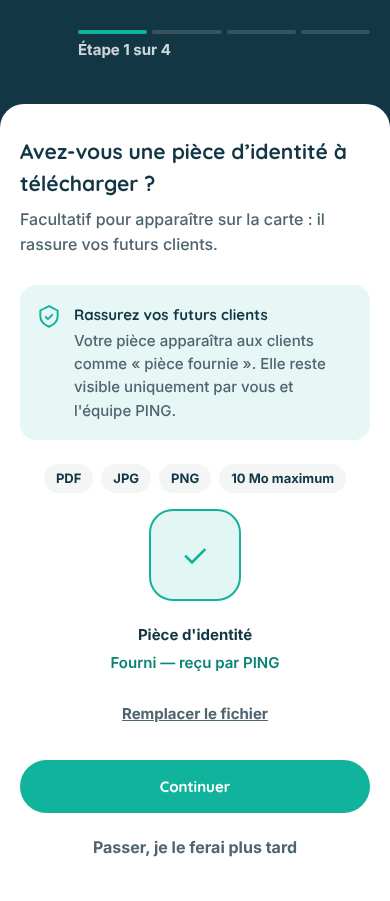 Étape 1 sur 4
Avez-vous une pièce d’identité à
télécharger ?
Facultatif pour apparaître sur la carte : il
rassure vos futurs clients.
Rassurez vos futurs clients
Votre pièce apparaîtra aux clients
comme « pièce fournie ». Elle reste
visible uniquement par vous et
l'équipe PING.
PDF JPG PNG 10 Mo maximum
Pièce d'identité
Fourni — reçu par PING
Remplacer le fichier
Continuer
Passer, je le ferai plus tard